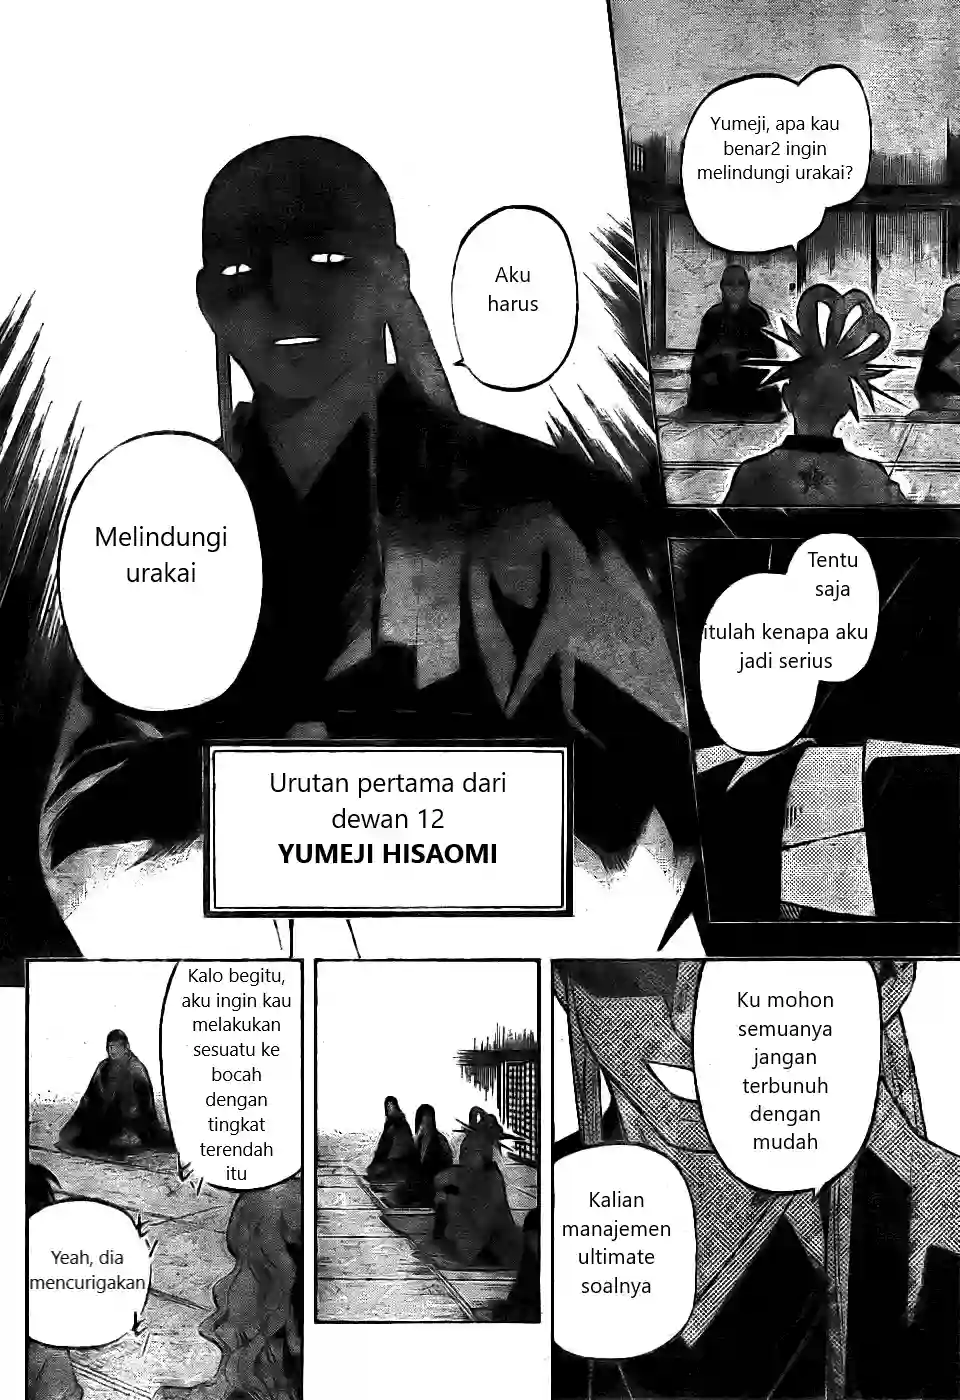 Yumeji, apa kau
benar2 ingin
melindungi urakai?
Tentu
saja
itulah kenapa aku
jadi serius
Aku
harus
Melindungi
urakai
Urutan pertama dari
dewan 12
YUMEJI HISAOMI
Ku mohon
semuanya
jangan
terbunuh
dengan
mudah
Kalian
manajemen
ultimate
soalnya
Kalo begitu,
aku ingin kau
melakukan
sesuatu ke
bocah
dengan
tingkat
terendah
itu
Yeah, dia
mencurigakan